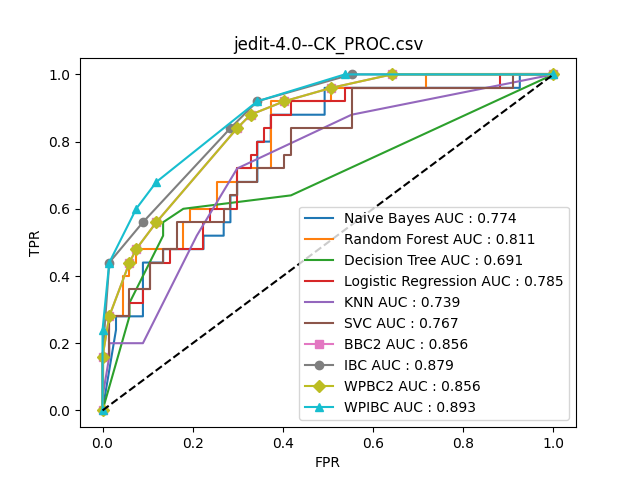 jedit-4.0--CK_PROC.csv
1.0
0.8
0.6
0.4
0.2
0.0
TPR
Naive Bayes AUC : 0.774
Random Forest AUC : 0.811
Decision Tree AUC : 0.691
Logistic Regression AUC : 0.785
KNN AUC : 0.739
SVC AUC : 0.767
BBC2 AUC : 0.856
IBC AUC : 0.879
WPBC2 AUC : 0.856
WPIBC AUC : 0.893
0.0 0.2 0.4 0.6 0.8 1.0
FPR